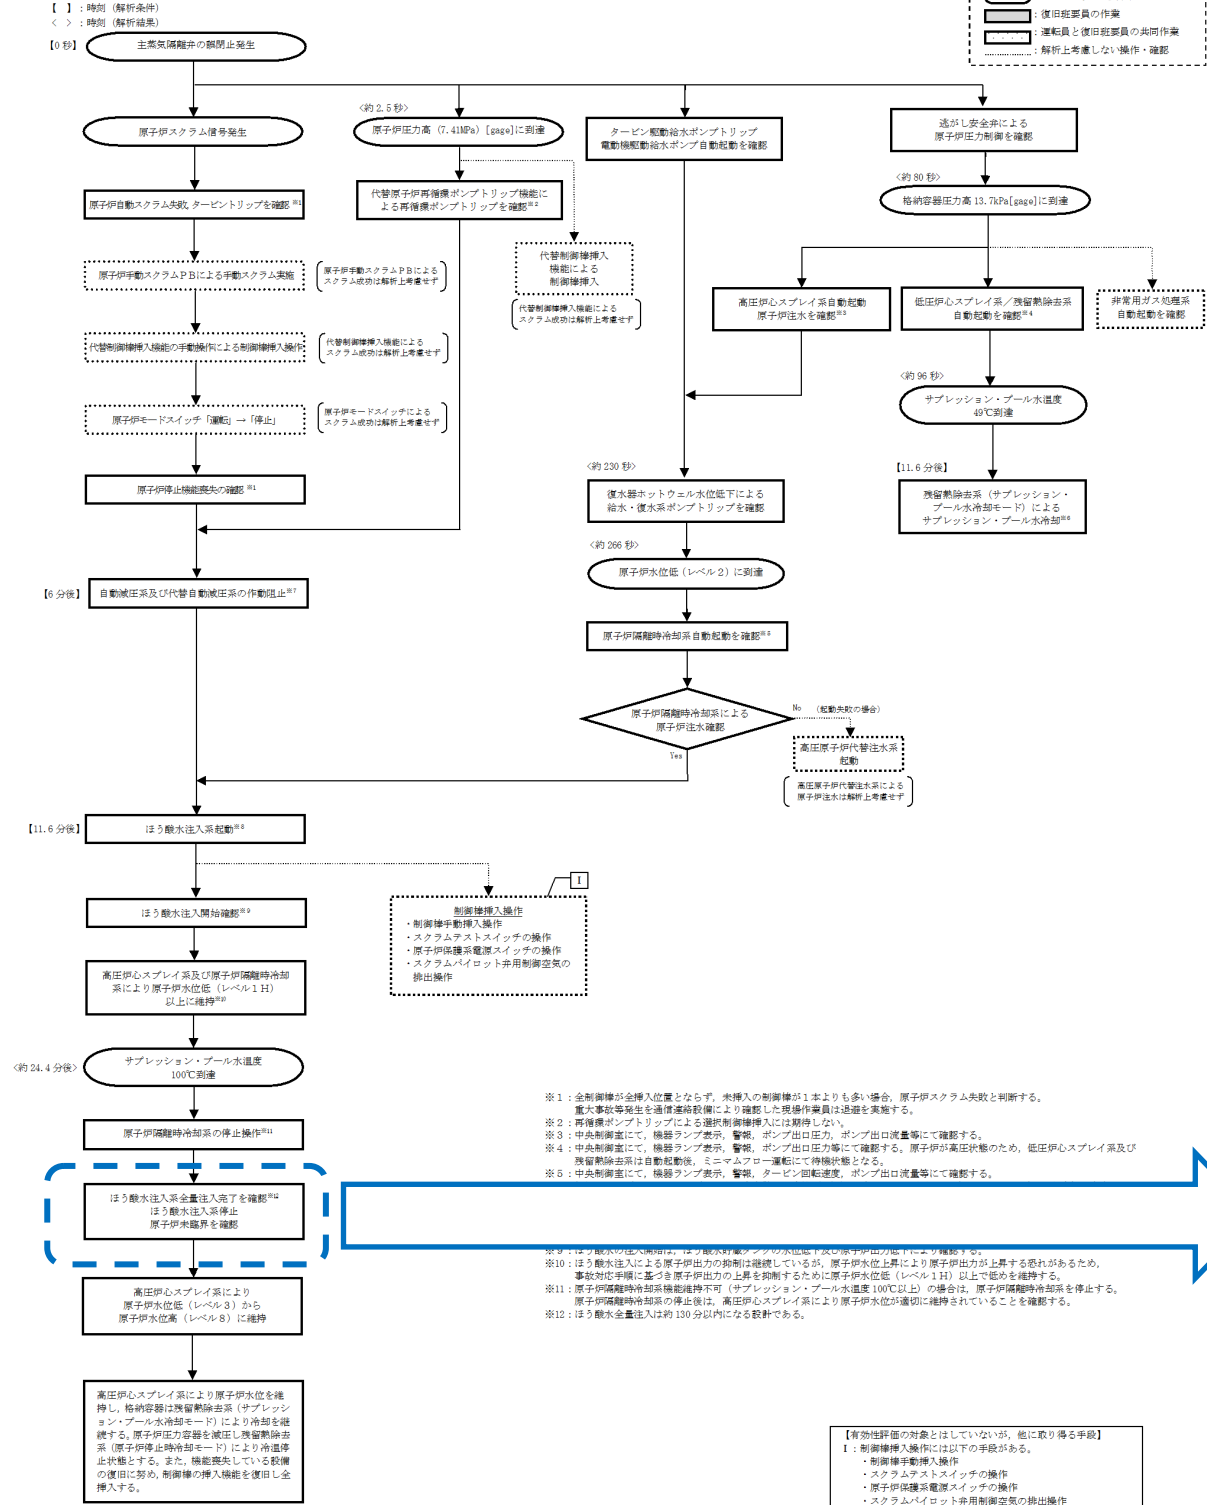 【　】：時刻（解析条件）
＜　＞：時刻（解析結果）
：復旧班要員の作業
：運転員と復旧班要員の共同作業
：解析上考慮しない操作・確認
【0 秒】
主蒸気隔離弁の誤閉止発生
原子炉スクラム信号発生
〈約 2.5 秒〉
原子炉圧力高（7.41MPa）[gage]に到達
タービン駆動給水ポンプトリップ
電動機駆動給水ポンプ自動起動を確認
逃がし安全弁による
原子炉圧力制御を確認
原子炉自動スクラム失敗，タービントリップを確認※1
代替原子炉再循環ポンプトリップ機能に
よる再循環ポンプトリップを確認※2
〈約 80 秒〉
格納容器圧力高 13.7kPa[gage]に到達
原子炉手動スクラムＰＢによる手動スクラム実施
原子炉手動スクラムＰＢによる
スクラム成功は解析上考慮せず
代替制御棒挿入
機能による
制御棒挿入
代替制御棒挿入機能による
スクラム成功は解析上考慮せず
高圧炉心スプレイ系自動起動
原子炉注水を確認※3
低圧炉心スプレイ系／残留熱除去系
自動起動を確認※4
非常用ガス処理系
自動起動を確認
代替制御棒挿入機能の手動操作による制御棒挿入操作
代替制御棒挿入機能による
スクラム成功は解析上考慮せず
〈約 96 秒〉
サプレッション・プール水温度
49℃到達
原子炉モードスイッチ「運転」→「停止」
原子炉モードスイッチによる
スクラム成功は解析上考慮せず
原子炉停止機能喪失の確認※1
〈約 230 秒〉
復水器ホットウェル水位低下による
給水・復水系ポンプトリップを確認
【11.6 分後】
残留熱除去系（サプレッション・
プール水冷却モード）による
サプレッション・プール水冷却※6
〈約 266 秒〉
原子炉水位低（レベル２）に到達
【6 分後】
自動減圧系及び代替自動減圧系の作動阻止※7
原子炉隔離時冷却系自動起動を確認※5
原子炉隔離時冷却系による
原子炉注水確認
No （起動失敗の場合）
Yes
高圧原子炉代替注水系
起動
高圧原子炉代替注水系による
原子炉注水は解析上考慮せず
【11.6 分後】
ほう酸水注入系起動※8
ほう酸水注入開始確認※9
Ⅰ
制御棒挿入操作
・制御棒手動挿入操作
・スクラムテストスイッチの操作
・原子炉保護系電源スイッチの操作
・スクラムパイロット弁用制御空気の
排出操作
高圧炉心スプレイ系及び原子炉隔離時冷却
系により原子炉水位低（レベル１Ｈ）
以上に維持※10
〈約 24.4 分後〉
サプレッション・プール水温度
100℃到達
原子炉隔離時冷却系の停止操作※11
ほう酸水注入系全量注入完了を確認※12
ほう酸水注入系停止
原子炉未臨界を確認
高圧炉心スプレイ系により
原子炉水位低（レベル３）から
原子炉水位高（レベル８）に維持
高圧炉心スプレイ系により原子炉水位を維
持し，格納容器は残留熱除去系（サプレッシ
ョン・プール水冷却モード）により冷却を継
続する。原子炉圧力容器を減圧し残留熱除去
系（原子炉停止時冷却モード）により冷温停
止状態とする。また，機能喪失している設備
の復旧に努め，制御棒の挿入機能を復旧し全
挿入する。
※１：全制御棒が全挿入位置とならず，未挿入の制御棒が１本よりも多い場合，原子炉スクラム失敗と判断する。
重大事故等発生を通信連絡設備により確認した現場作業員は退避を実施する。
※２：再循環ポンプトリップによる選択制御棒挿入には期待しない。
※３：中央制御室にて，機器ランプ表示，警報，ポンプ出口圧力，ポンプ出口流量等にて確認する。
※４：中央制御室にて，機器ランプ表示，警報，ポンプ出口圧力等にて確認する。原子炉が高圧状態のため，低圧炉心スプレイ系及び
残留熱除去系は自動起動後，ミニマムフロー運転にて待機状態となる。
※５：中央制御室にて，機器ランプ表示，警報，タービン回転速度，ポンプ出口流量等にて確認する。
※９：ほう酸水の注入開始は，ほう酸水貯蔵タンクの水位低下及び原子炉出力低下により確認する。
※10：ほう酸水注入による原子炉出力の抑制は継続しているが，原子炉水位上昇により原子炉出力が上昇する恐れがあるため，
事故対応手順に基づき原子炉出力の上昇を抑制するために原子炉水位低（レベル１Ｈ）以上で低めを維持する。
※11：原子炉隔離時冷却系機能維持不可（サプレッション・プール水温度 100℃以上）の場合は，原子炉隔離時冷却系を停止する。
原子炉隔離時冷却系の停止後は，高圧炉心スプレイ系により原子炉水位が適切に維持されていることを確認する。
※12：ほう酸水全量注入は約 130 分以内になる設計である。
【有効性評価の対象とはしていないが，他に取り得る手段】
Ⅰ：制御棒挿入操作には以下の手段がある。
・制御棒手動挿入操作
・スクラムテストスイッチの操作
・原子炉保護系電源スイッチの操作
・スクラムパイロット弁用制御空気の排出操作